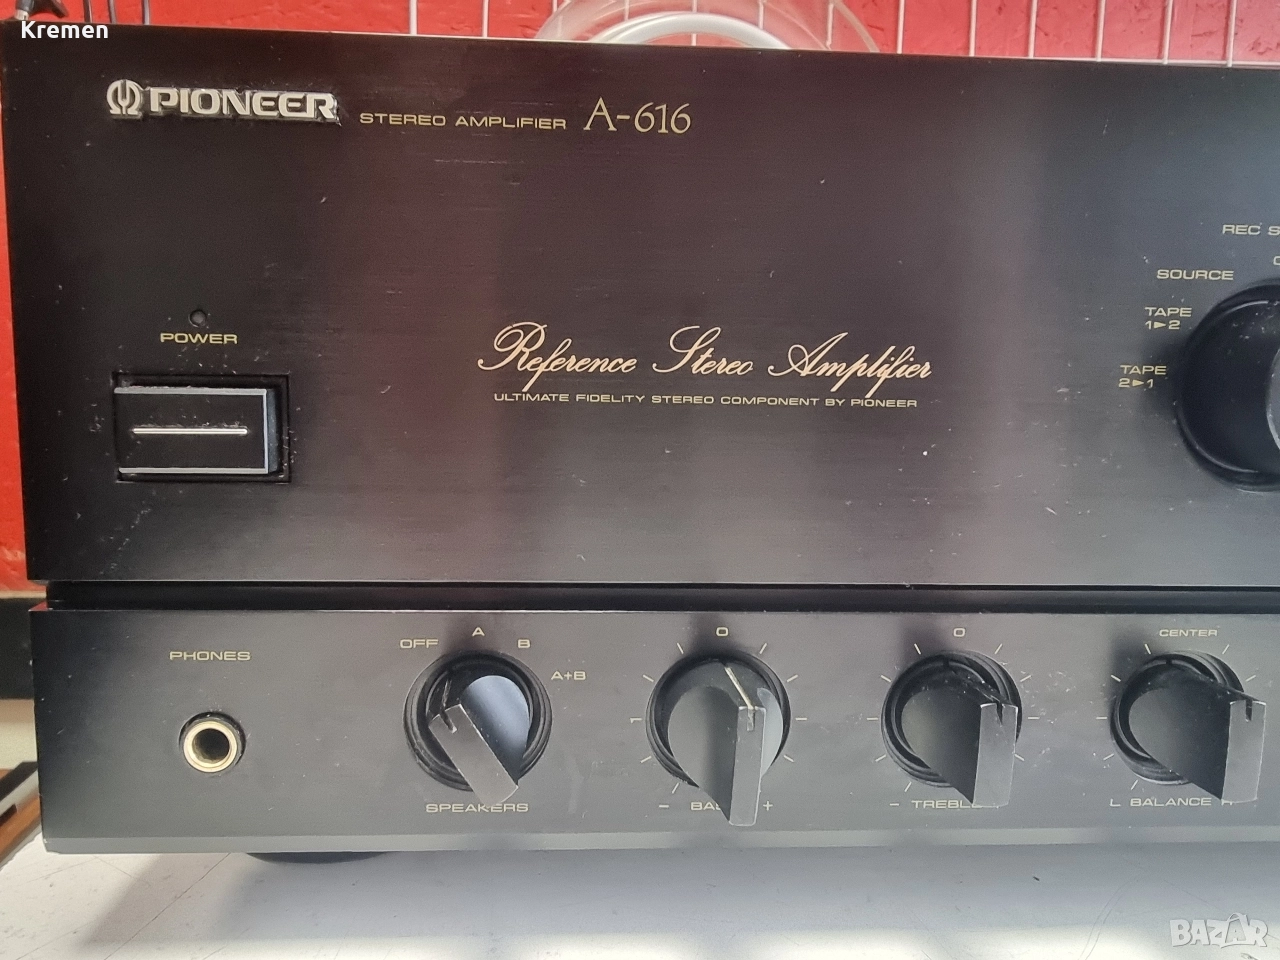 Kremen
PIONEER STEREO AMPLIFIER A-616
REC
SOURCE
TAPE
1▶2
TAPE
2▶1
POWER
Reference Stereo Amplifier
ULTIMATE FIDELITY STEREO COMPONENT BY PIONEER
PHONES
OFF A B A+B
SPEAKERS
0
-  +
0
- TREBLE
CENTER
L BALANCE R
BAZAR